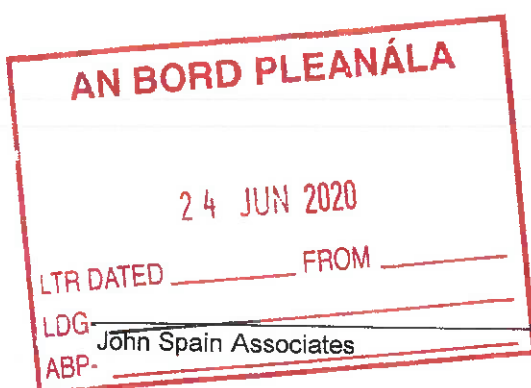 AN BORD PLEANÁLA
24 JUN 2020
LTR DATED FROM
LDG-
John Spain Associates
ABP-